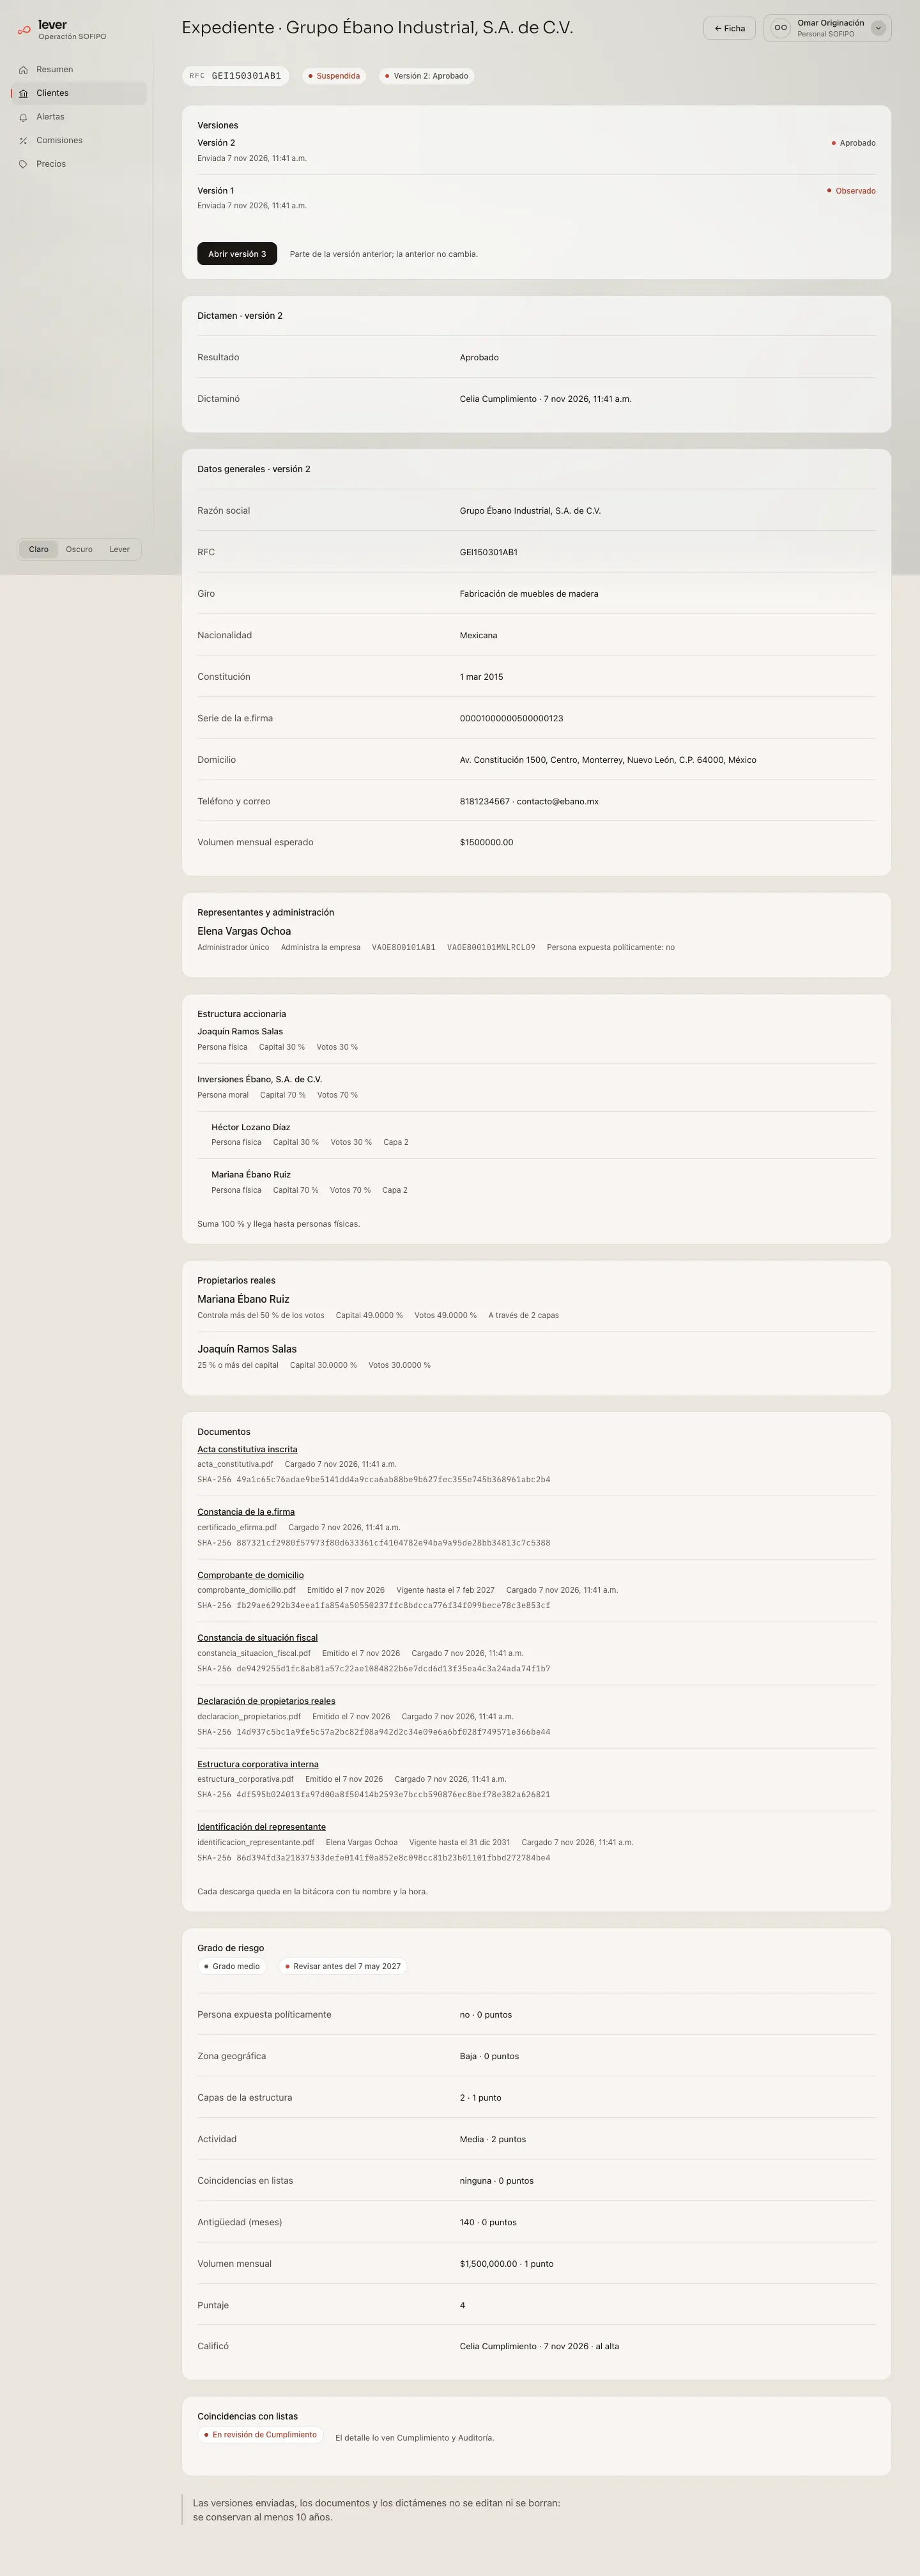 lever
Operación SOFIPO
Resumen
Clientes
Alertas
Comisiones
Precios
Claro Oscuro Lever
Expediente · Grupo Ébano Industrial, S.A. de C.V.
← Ficha
Omar Originación
Personal SOFIPO
RFC GEI150301AB1
Suspendida
Versión 2: Aprobado
Versiones
Versión 2
Aprobado
Enviada 7 nov 2026, 11:41 a.m.
Versión 1
Observado
Enviada 7 nov 2026, 11:41 a.m.
Abrir versión 3
Parte de la versión anterior; la anterior no cambia.
Dictamen · versión 2
Resultado Aprobado
Dictaminó Celia Cumplimiento · 7 nov 2026, 11:41 a.m.
Datos generales · versión 2
Razón social Grupo Ébano Industrial, S.A. de C.V.
RFC GEI150301AB1
Giro Fabricación de muebles de madera
Nacionalidad Mexicana
Constitución 1 mar 2015
Serie de la e.firma 00001000000500000123
Domicilio Av. Constitución 1500, Centro, Monterrey, Nuevo León, C.P. 64000, México
Teléfono y correo 8181234567 · contacto@ebano.mx
Volumen mensual esperado $1500000.00
Representantes y administración
Elena Vargas Ochoa
Administrador único Administra la empresa VAOE800101AB1 VAOE800101MNLRCL09 Persona expuesta políticamente: no
Estructura accionaria
Joaquín Ramos Salas
Persona física Capital 30 % Votos 30 %
Inversiones Ébano, S.A. de C.V.
Persona moral Capital 70 % Votos 70 %
Héctor Lozano Díaz
Persona física Capital 30 % Votos 30 % Capa 2
Mariana Ébano Ruiz
Persona física Capital 70 % Votos 70 % Capa 2
Suma 100 % y llega hasta personas físicas.
Propietarios reales
Mariana Ébano Ruiz
Controla más del 50 % de los votos Capital 49.0000 % Votos 49.0000 % A través de 2 capas
Joaquín Ramos Salas
25 % o más del capital Capital 30.0000 % Votos 30.0000 %
Documentos
Acta constitutiva inscrita
acta_constitutiva.pdf Cargado 7 nov 2026, 11:41 a.m.
SHA-256 49a1c65c76adae9be5141dd4a9cca6ab88be9b627fec355e745b368961abc2b4
Constancia de la e.firma
certificado_efirma.pdf Cargado 7 nov 2026, 11:41 a.m.
SHA-256 887321cf2980f57973f80d633361cf4104782e94ba9a95de28bb34813c7c5388
Comprobante de domicilio
comprobante_domicilio.pdf Emitido el 7 nov 2026 Vigente hasta el 7 feb 2027 Cargado 7 nov 2026, 11:41 a.m.
SHA-256 fb29ae6292b34eea1fa854a50550237ffc8bdcca776f34f099bece78c3e853cf
Constancia de situación fiscal
constancia_situacion_fiscal.pdf Emitido el 7 nov 2026 Cargado 7 nov 2026, 11:41 a.m.
SHA-256 de9429255d1fc8ab81a57c22ae1084822b6e7dcd6d13f35ea4c3a24ada74f1b7
Declaración de propietarios reales
declaracion_propietarios.pdf Emitido el 7 nov 2026 Cargado 7 nov 2026, 11:41 a.m.
SHA-256 14d937c5bc1a9fe5c57a2bc82f08a942d2c34e09e6a6bf028f749571e366be44
Estructura corporativa interna
estructura_corporativa.pdf Emitido el 7 nov 2026 Cargado 7 nov 2026, 11:41 a.m.
SHA-256 4df595b024013fa97d00a8f50414b2593e7bccb590876ec8bef78e382a626821
Identificación del representante
identificacion_representante.pdf Elena Vargas Ochoa Vigente hasta el 31 dic 2031 Cargado 7 nov 2026, 11:41 a.m.
SHA-256 86d394fd3a21837533defe0141f0a852e8c098cc81b23b01101fbbd272784be4
Cada descarga queda en la bitácora con tu nombre y la hora.
Grado de riesgo
Grado medio
Revisar antes del 7 may 2027
Persona expuesta políticamente no · 0 puntos
Zona geográfica Baja · 0 puntos
Capas de la estructura 2 · 1 punto
Actividad Media · 2 puntos
Coincidencias en listas ninguna · 0 puntos
Antigüedad (meses) 140 · 0 puntos
Volumen mensual $1,500,000.00 · 1 punto
Puntaje 4
Calificó Celia Cumplimiento · 7 nov 2026 · al alta
Coincidencias con listas
En revisión de Cumplimiento
El detalle lo ven Cumplimiento y Auditoría.
Las versiones enviadas, los documentos y los dictámenes no se editan ni se borran:
se conservan al menos 10 años.